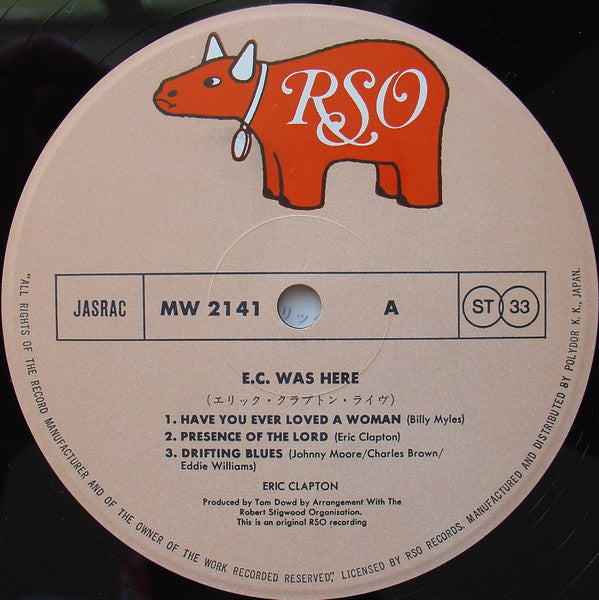 RSO
JASRAC
MW 2141
リッ
A
ST 33
E.C. WAS HERE
(エリック・クラプトン・ライヴ)
1. HAVE YOU EVER LOVED A WOMAN (Billy Myles)
2. PRESENCE OF THE LORD (Eric Clapton)
3. DRIFTING BLUES (Johnny Moore/Charles Brown/
Eddie Williams)
ERIC CLAPTON
Produced by Tom Dowd by Arrangement With The
Robert Stigwood Organisation.
This is an original RSO recording
"ALL RIGHTS OF THE RECORD MANUFACTURER AND OF THE OWNER OF THE WORK RECORDED RESERVED," LICENSED BY RSO RECORDS. MANUFACTURED AND DISTRIBUTED BY POLYDOR K. K., JAPAN.